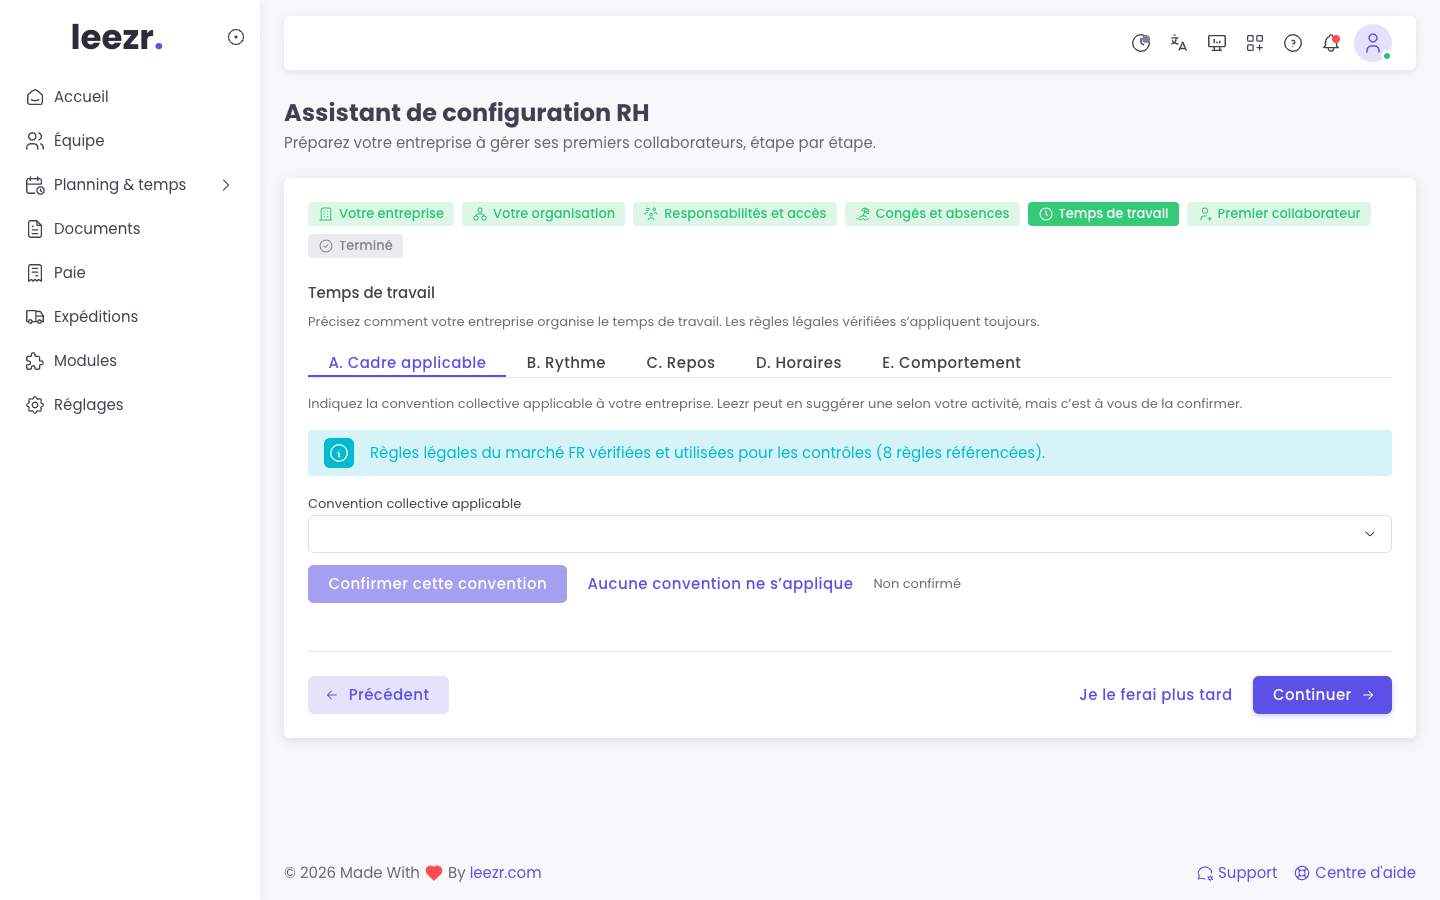 leezr.
Accueil
Équipe
Planning & temps
Documents
Paie
Expéditions
Modules
Réglages
Assistant de configuration RH
Préparez votre entreprise à gérer ses premiers collaborateurs, étape par étape.
Votre entreprise
Votre organisation
Responsabilités et accès
Congés et absences
Temps de travail
Premier collaborateur
Terminé
Temps de travail
Précisez comment votre entreprise organise le temps de travail. Les règles légales vérifiées s’appliquent toujours.
A. Cadre applicable
B. Rythme
C. Repos
D. Horaires
E. Comportement
Indiquez la convention collective applicable à votre entreprise. Leezr peut en suggérer une selon votre activité, mais c’est à vous de la confirmer.
Règles légales du marché FR vérifiées et utilisées pour les contrôles (8 règles référencées).
Convention collective applicable
Confirmer cette convention
Aucune convention ne s’applique
Non confirmé
Précédent
Je le ferai plus tard
Continuer
© 2026 Made With By leezr.com
Support
Centre d'aide